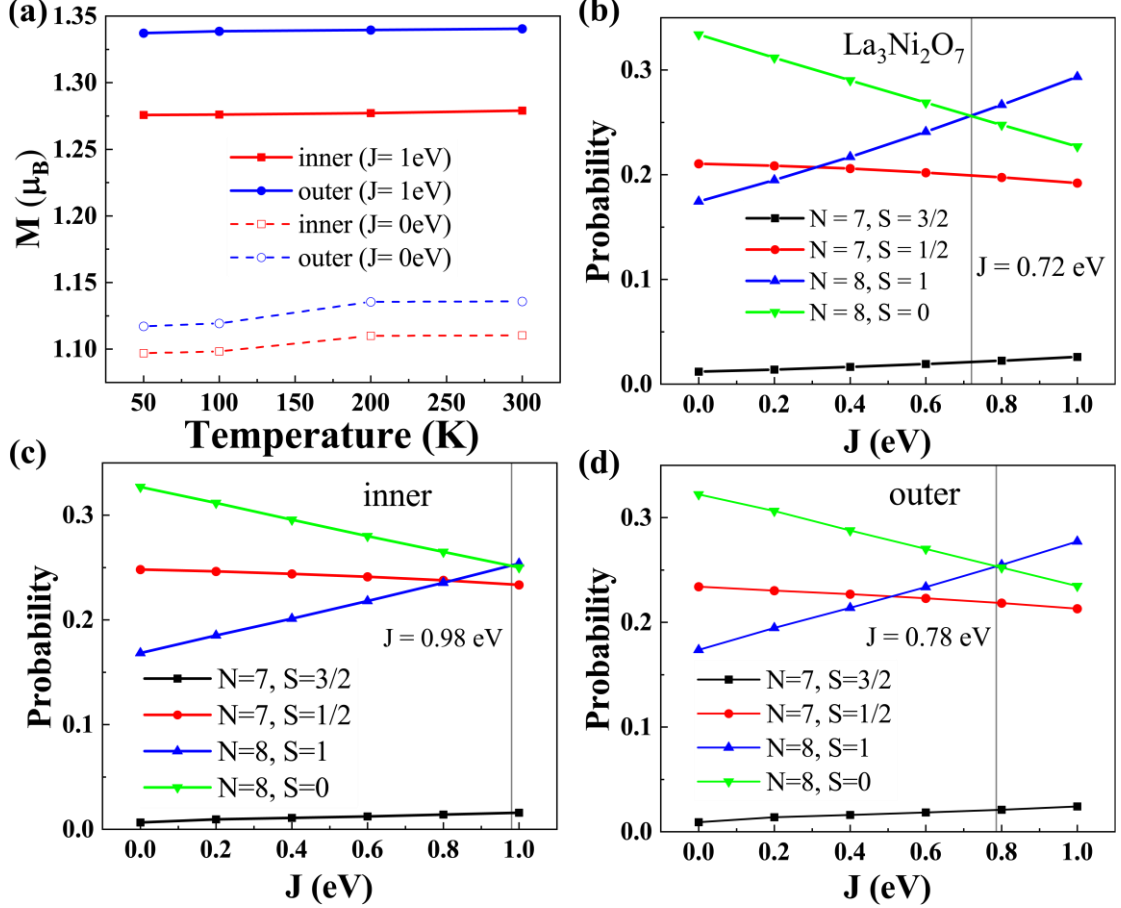 (a)
1.35
1.30
1.25
1.20
1.15
1.10
M (μB)
inner (J= 1eV)
outer (J= 1eV)
inner (J= 0eV)
outer (J= 0eV)
50 100 150 200 250 300
Temperature (K)
(b)
La3Ni2O7
0.3
0.2
0.1
0.0
Probability
N = 7, S = 3/2
N = 7, S = 1/2
N = 8, S = 1
N = 8, S = 0
J = 0.72 eV
0.0 0.2 0.4 0.6 0.8 1.0
J (eV)
(c)
inner
0.3
0.2
0.1
0.0
Probability
J = 0.98 eV
N=7, S=3/2
N=7, S=1/2
N=8, S=1
N=8, S=0
0.0 0.2 0.4 0.6 0.8 1.0
J (eV)
(d)
outer
0.3
0.2
0.1
0.0
Probability
J = 0.78 eV
N=7, S=3/2
N=7, S=1/2
N=8, S=1
N=8, S=0
0.0 0.2 0.4 0.6 0.8 1.0
J (eV)